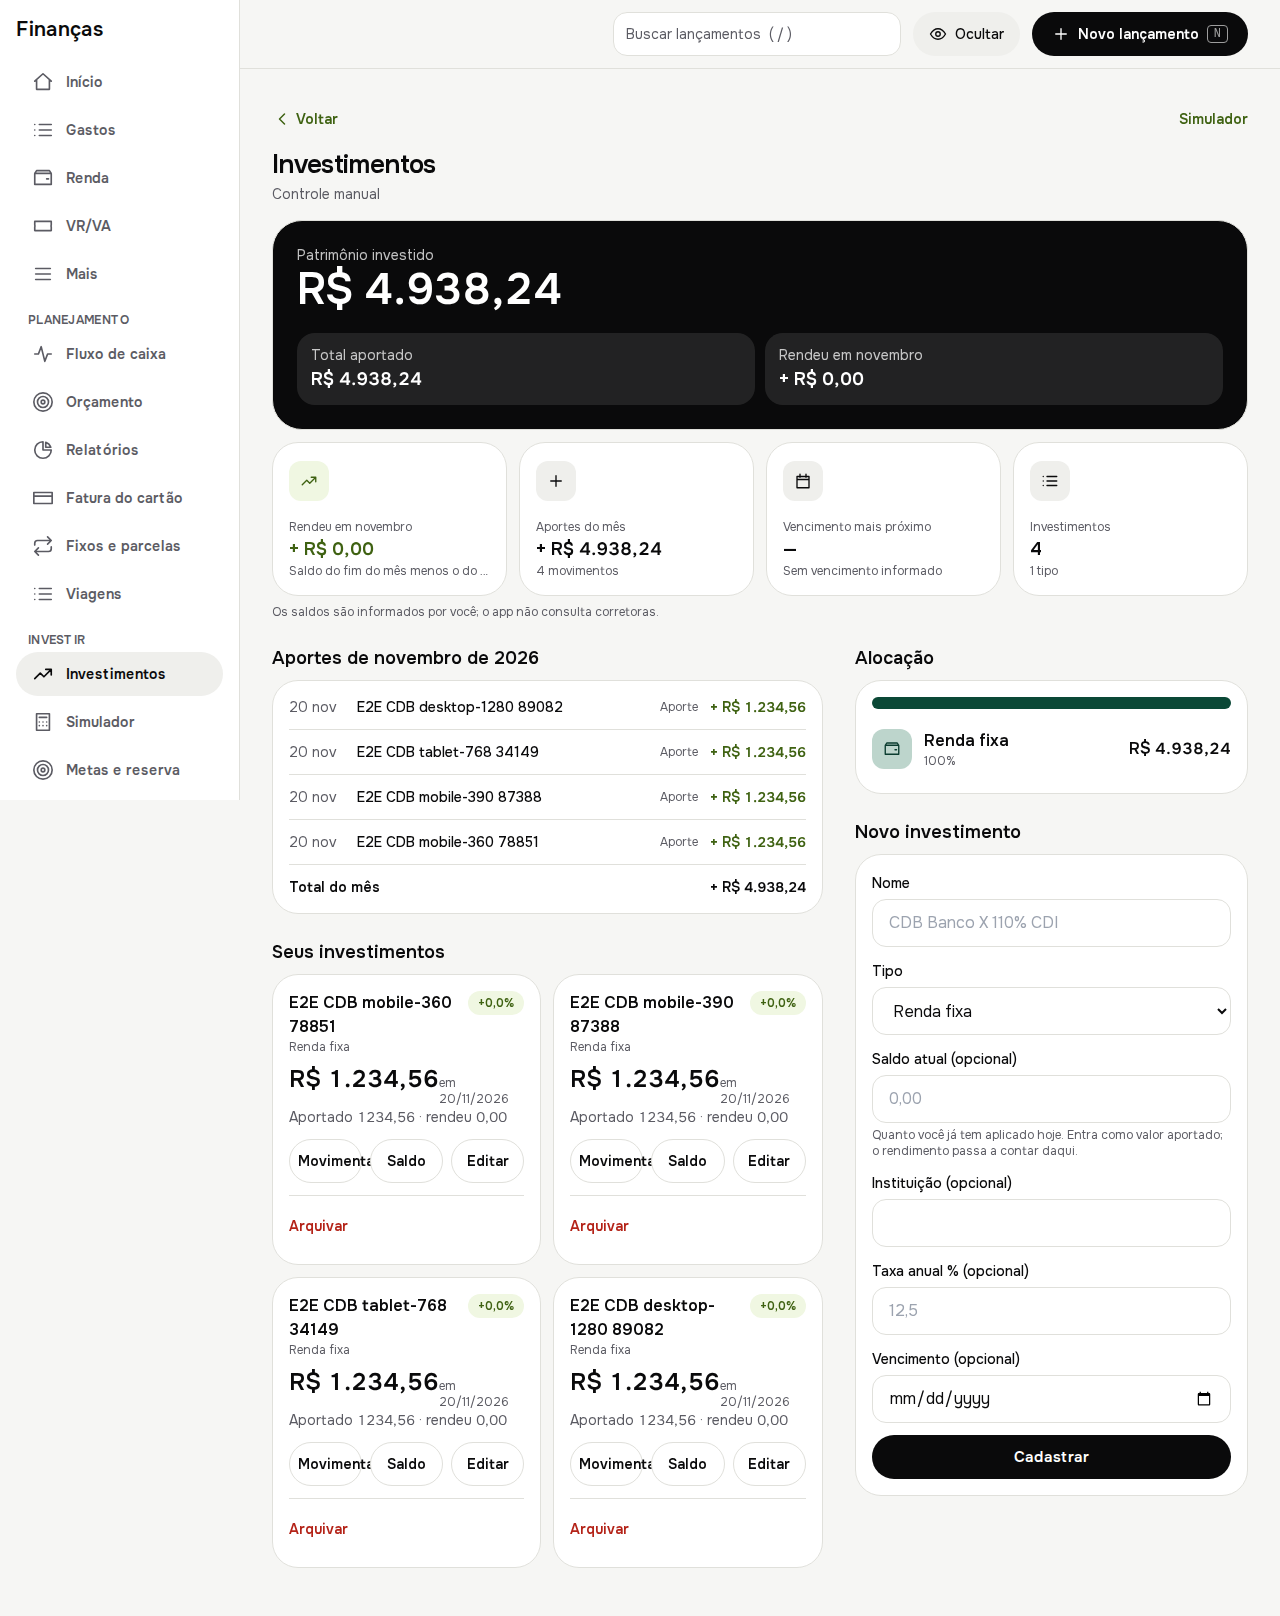 Finanças
Início
Gastos
Renda
VR/VA
Mais
PLANEJAMENTO
Fluxo de caixa
Orçamento
Relatórios
Fatura do cartão
Fixos e parcelas
Viagens
INVESTIR
Investimentos
Simulador
Metas e reserva
Buscar lançamentos ( / )
Ocultar
Novo lançamento N
Voltar
Simulador
Investimentos
Controle manual
Patrimônio investido
R$ 4.938,24
Total aportado
R$ 4.938,24
Rendeu em novembro
+ R$ 0,00
Rendeu em novembro
+ R$ 0,00
Saldo do fim do mês menos o do ...
Aportes do mês
+ R$ 4.938,24
4 movimentos
Vencimento mais próximo
—
Sem vencimento informado
Investimentos
4
1 tipo
Os saldos são informados por você; o app não consulta corretoras.
Aportes de novembro de 2026
20 nov E2E CDB desktop-1280 89082 Aporte + R$ 1.234,56
20 nov E2E CDB tablet-768 34149 Aporte + R$ 1.234,56
20 nov E2E CDB mobile-390 87388 Aporte + R$ 1.234,56
20 nov E2E CDB mobile-360 78851 Aporte + R$ 1.234,56
Total do mês + R$ 4.938,24
Seus investimentos
E2E CDB mobile-360
78851
+0,0%
Renda fixa
R$ 1.234,56 em
20/11/2026
Aportado 1234,56 · rendeu 0,00
Movimenta Saldo Editar
Arquivar
E2E CDB mobile-390
87388
+0,0%
Renda fixa
R$ 1.234,56 em
20/11/2026
Aportado 1234,56 · rendeu 0,00
Movimenta Saldo Editar
Arquivar
E2E CDB tablet-768
34149
+0,0%
Renda fixa
R$ 1.234,56 em
20/11/2026
Aportado 1234,56 · rendeu 0,00
Movimenta Saldo Editar
Arquivar
E2E CDB desktop-
1280 89082
+0,0%
Renda fixa
R$ 1.234,56 em
20/11/2026
Aportado 1234,56 · rendeu 0,00
Movimenta Saldo Editar
Arquivar
Alocação
Renda fixa
100%
R$ 4.938,24
Novo investimento
Nome
CDB Banco X 110% CDI
Tipo
Renda fixa
Saldo atual (opcional)
0,00
Quanto você já tem aplicado hoje. Entra como valor aportado;
o rendimento passa a contar daqui.
Instituição (opcional)
Taxa anual % (opcional)
12,5
Vencimento (opcional)
mm/dd/yyyy
Cadastrar